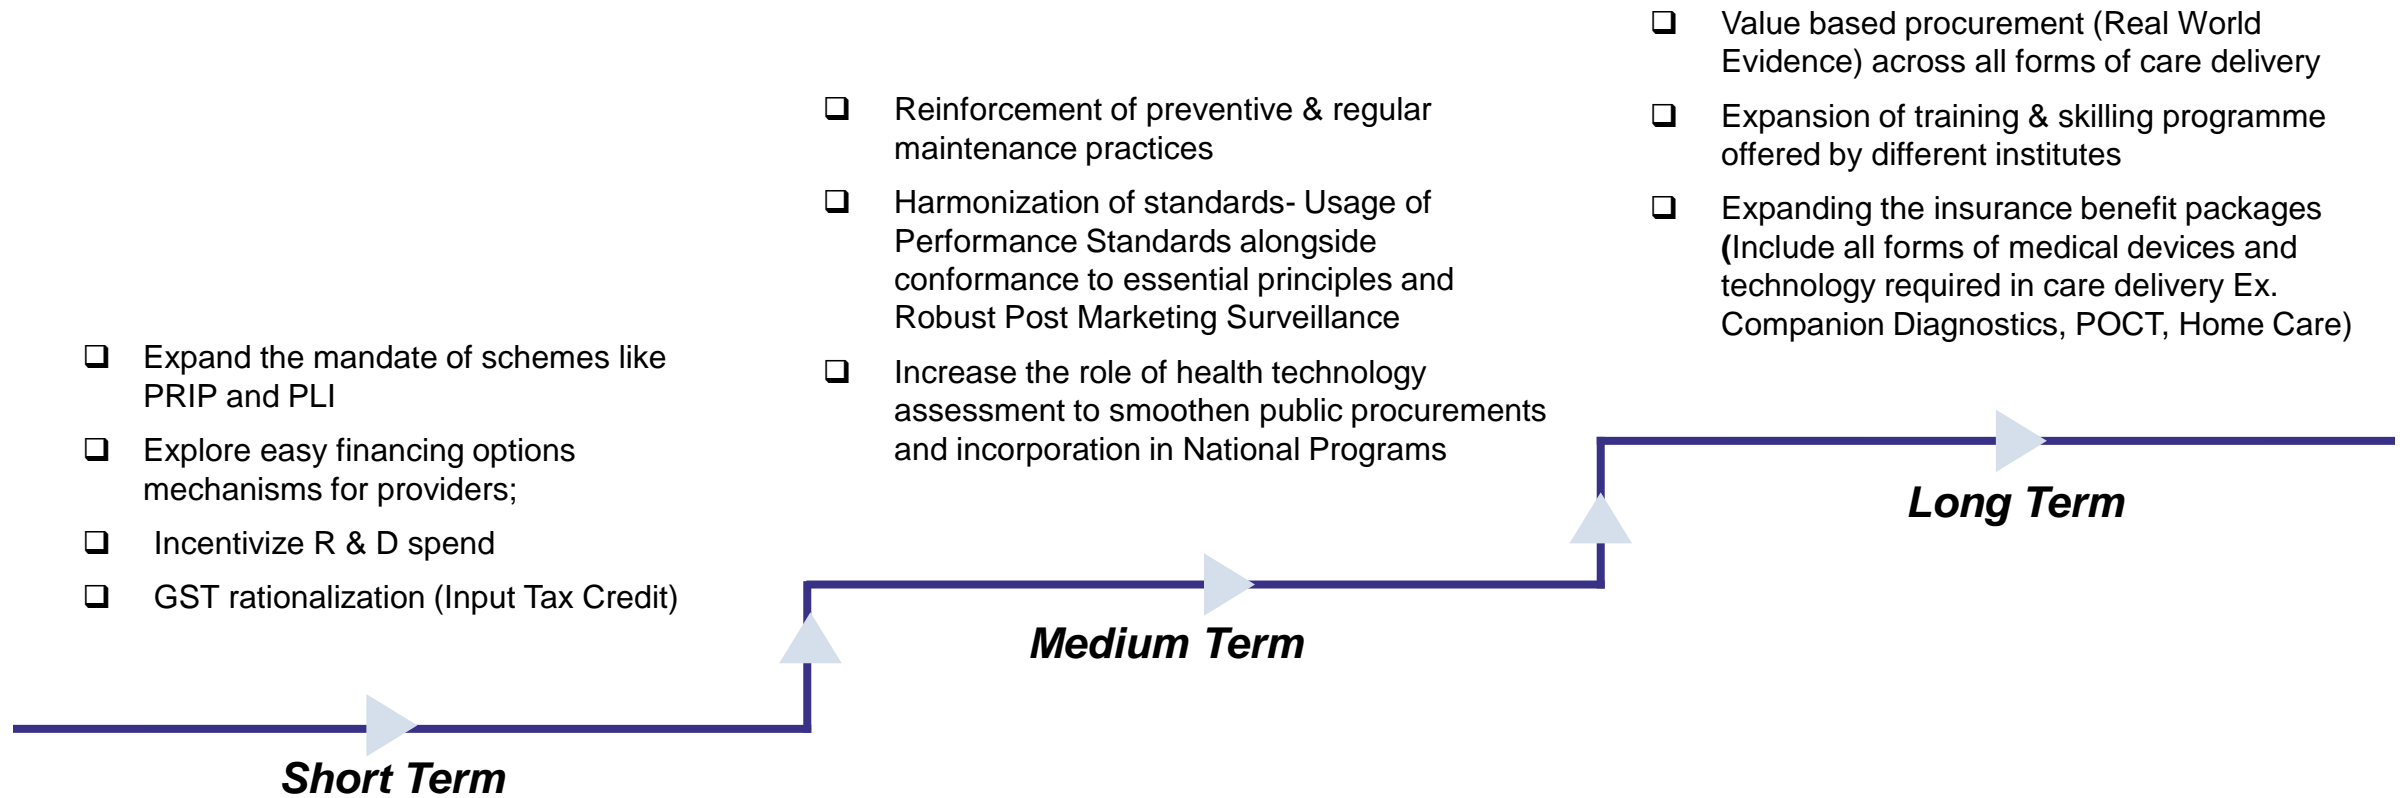 Expand the mandate of schemes like
PRIP and PLI
Explore easy financing options
mechanisms for providers;
Incentivize R & D spend
GST rationalization (Input Tax Credit)
Short Term
Reinforcement of preventive & regular
maintenance practices
Harmonization of standards- Usage of
Performance Standards alongside
conformance to essential principles and
Robust Post Marketing Surveillance
Increase the role of health technology
assessment to smoothen public procurements
and incorporation in National Programs
Medium Term
Value based procurement (Real World
Evidence) across all forms of care delivery
Expansion of training & skilling programme
offered by different institutes
Expanding the insurance benefit packages
(Include all forms of medical devices and
technology required in care delivery Ex.
Companion Diagnostics, POCT, Home Care)
Long Term